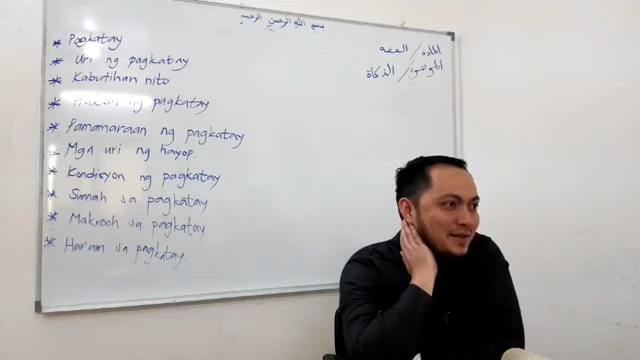 بسم الله الرحمن الرحيم
المادة / الفقه
الموضوع / الذكاة
* Pagkatay
* Uri ng pagkatay
* Kabutihan nito
* Hukom ng pagkatay
* Pamamaraan ng pagkatay
* Mga uri ng hayop.
* Kondisyon ng pagkatay
* Sunnah sa pagkatay
* Makrooh sa pagkatay
* Haram sa pagkatay.